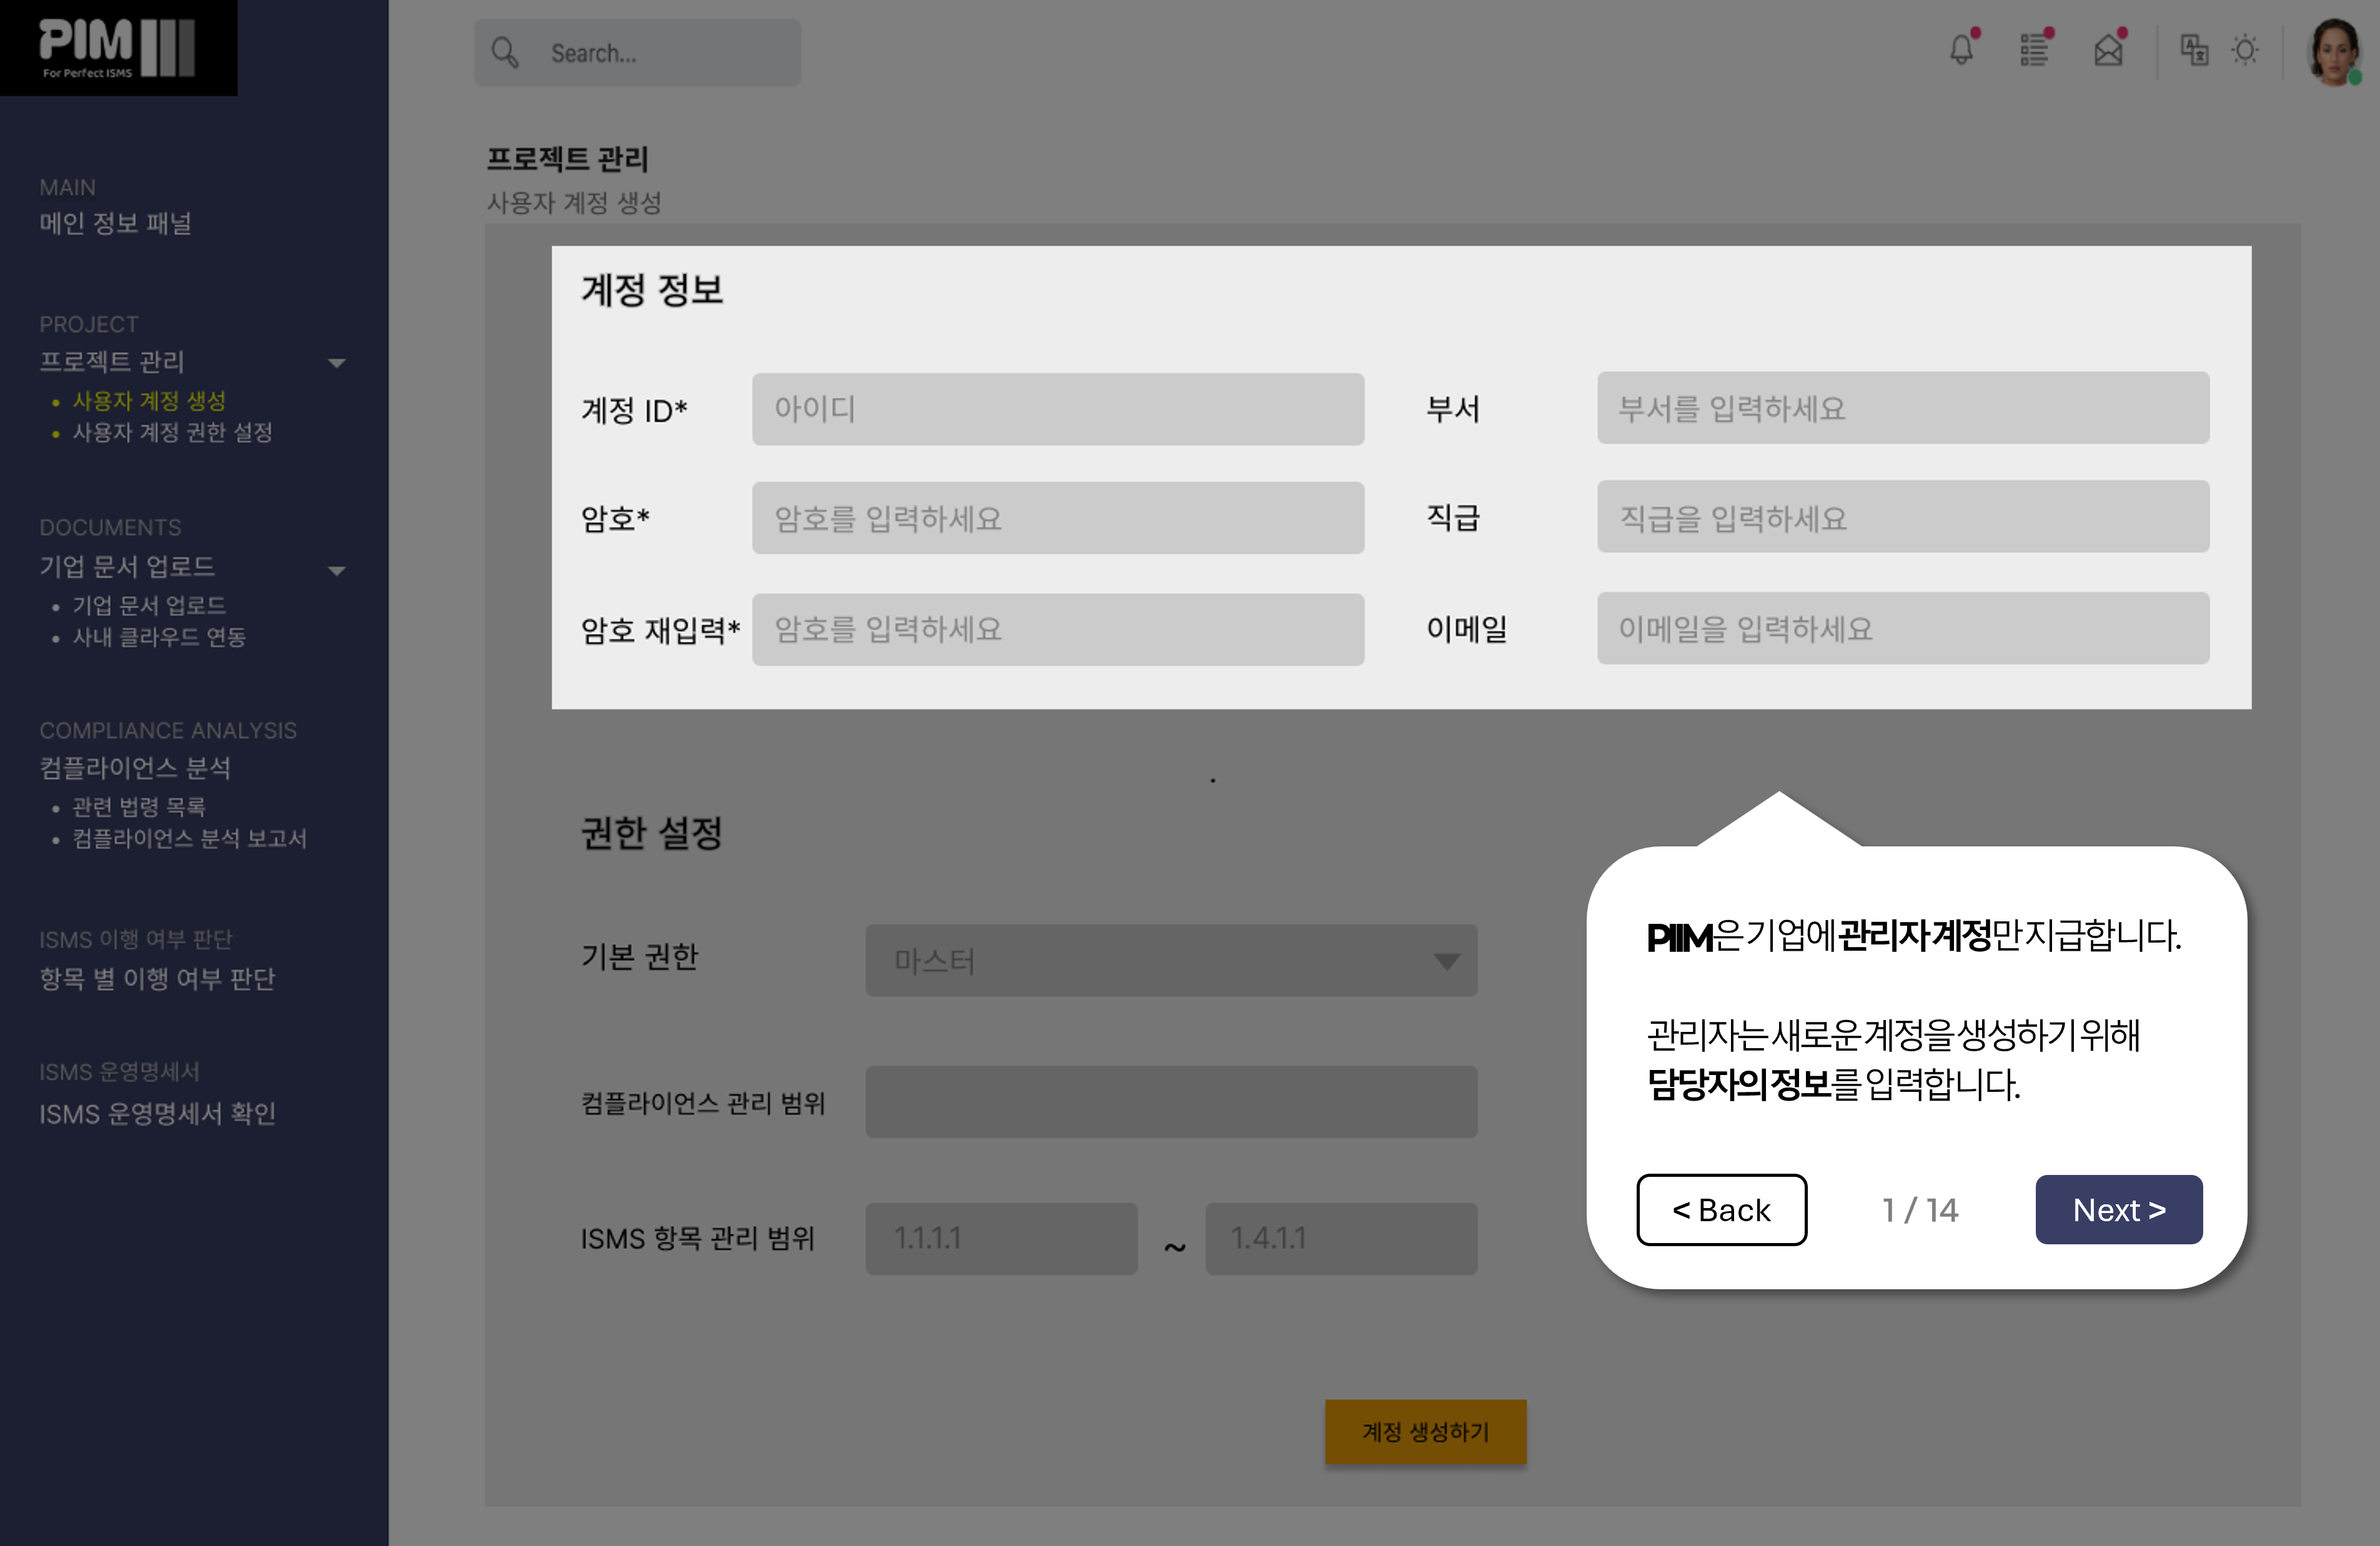 PIM
For Perfect ISMS
Search...
MAIN
메인 정보 패널
PROJECT
프로젝트 관리
사용자 계정 생성
사용자 계정 권한 설정
DOCUMENTS
기업 문서 업로드
기업 문서 업로드
사내 클라우드 연동
COMPLIANCE ANALYSIS
컴플라이언스 분석
관련 법령 목록
컴플라이언스 분석 보고서
ISMS 이행 여부 판단
항목 별 이행 여부 판단
ISMS 운영명세서
ISMS 운영명세서 확인
프로젝트 관리
사용자 계정 생성
계정 정보
계정 ID* 아이디 부서 부서를 입력하세요
암호* 암호를 입력하세요 직급 직급을 입력하세요
암호 재입력* 암호를 입력하세요 이메일 이메일을 입력하세요
권한 설정
기본 권한 마스터
컴플라이언스 관리 범위
ISMS 항목 관리 범위 1.1.1.1 ~ 1.4.1.1
계정 생성하기
PIIM은 기업에 관리자 계정만 지급합니다.
관리자는 새로운 계정을 생성하기 위해
담당자의 정보를 입력합니다.
< Back 1 / 14 Next >